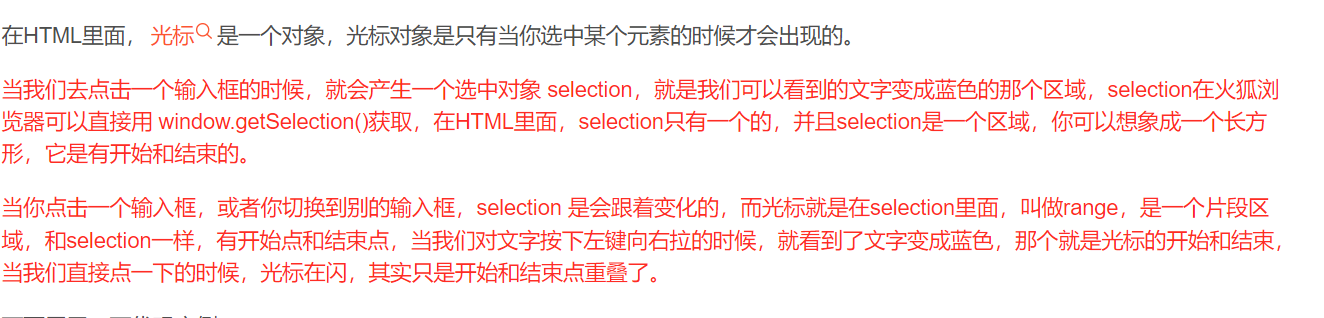 在HTML里面， 光标 是一个对象，光标对象是只有当你选中某个元素的时候才会出现的。
当我们去点击一个输入框的时候，就会产生一个选中对象 selection，就是我们可以看到的文字变成蓝色的那个区域，selection在火狐浏
览器可以直接用 window.getSelection()获取，在HTML里面，selection只有一个的，并且selection是一个区域，你可以想象成一个长方
形，它是有开始和结束的。
当你点击一个输入框，或者你切换到别的输入框，selection 是会跟着变化的，而光标就是在selection里面，叫做range，是一个片段区
域，和selection一样，有开始点和结束点，当我们对文字按下左键向右拉的时候，就看到了文字变成蓝色，那个就是光标的开始和结束，
当我们直接点一下的时候，光标在闪，其实只是开始和结束点重叠了。